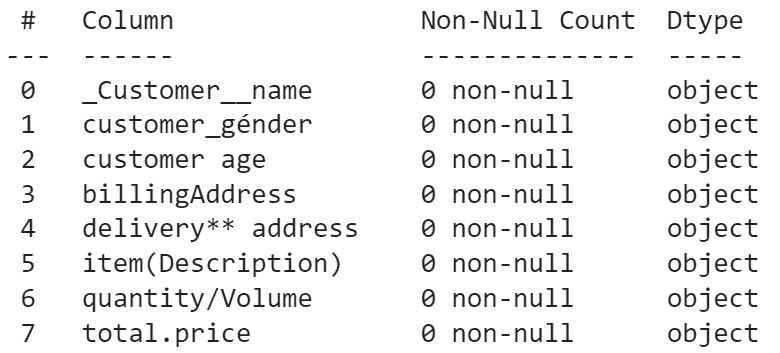 #   Column                Non-Null Count  Dtype
---  ------                --------------  -----
0   _Customer__name       0 non-null      object
1   customer_génder       0 non-null      object
2   customer age          0 non-null      object
3   billingAddress        0 non-null      object
4   delivery** address    0 non-null      object
5   item(Description)     0 non-null      object
6   quantity/Volume       0 non-null      object
7   total.price           0 non-null      object